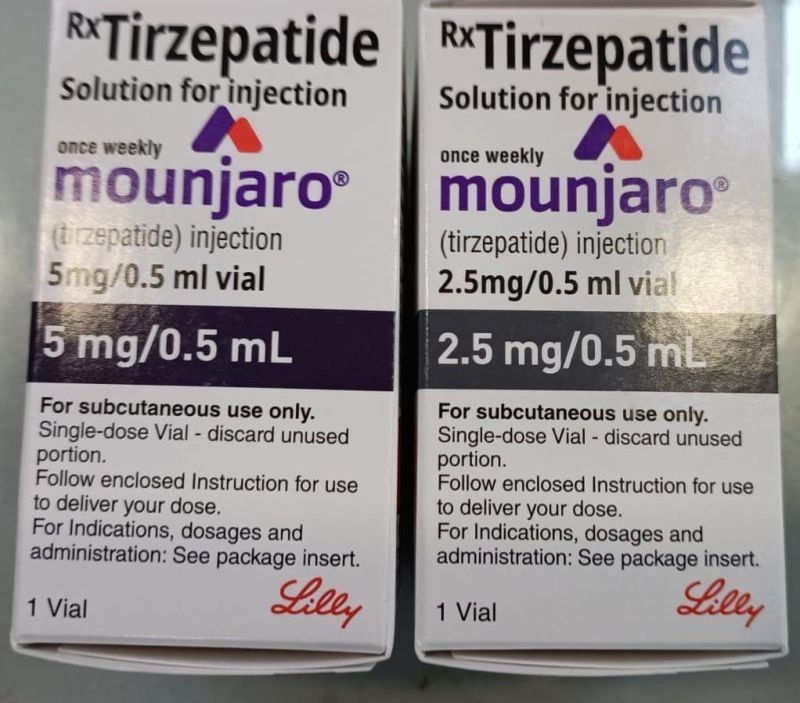 RxTirzepatide
Solution for injection
once weekly
mounjaro®
(tirzepatide) injection
5mg/0.5 ml vial
5 mg/0.5 mL
For subcutaneous use only.
Single-dose Vial - discard unused
portion.
Follow enclosed Instruction for use
to deliver your dose.
For Indications, dosages and
administration: See package insert.
1 Vial
Lilly
RxTirzepatide
Solution for injection
once weekly
mounjaro®
(tirzepatide) injection
2.5mg/0.5 ml vial
2.5 mg/0.5 mL
For subcutaneous use only.
Single-dose Vial - discard unused
portion.
Follow enclosed Instruction for use
to deliver your dose.
For Indications, dosages and
administration: See package insert.
1 Vial
Lilly